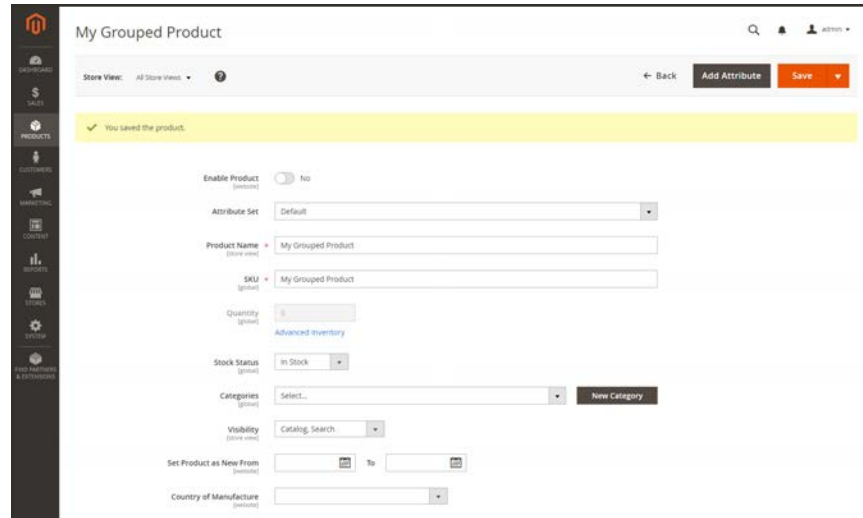 My Grouped Product
admin
DASHBOARD
SALES
PRODUCTS
CUSTOMERS
MARKETING
CONTENT
REPORTS
STORES
SYSTEM
FIND PARTNERS
& EXTENSIONS
Store View: All Store Views ?
← Back Add Attribute Save
You saved the product.
Enable Product No
[website]
Attribute Set Default
Product Name * My Grouped Product
[store view]
SKU * My Grouped Product
[global]
Quantity
[global]
Advanced Inventory
Stock Status In Stock
[global]
Categories Select... New Category
[global]
Visibility Catalog, Search
[store view]
Set Product as New From To
[website]
Country of Manufacture
[website]